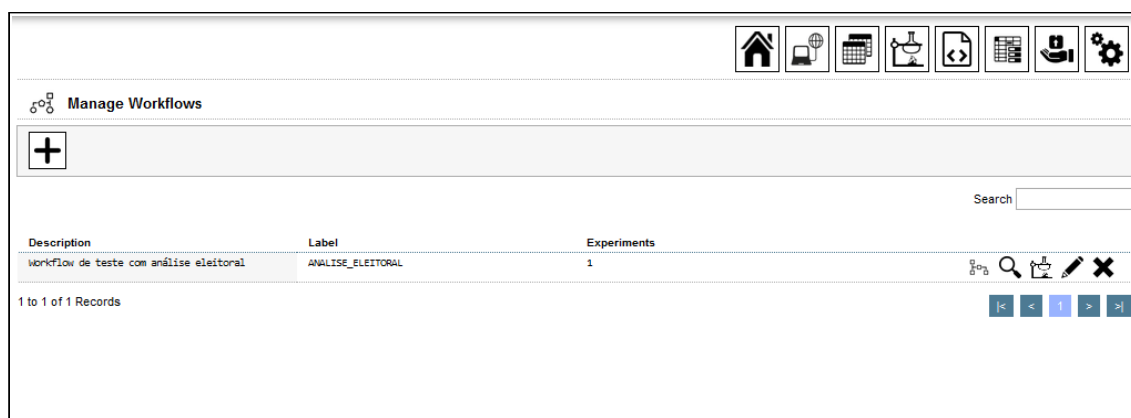 Manage Workflows
Search
Description Label Experiments
Workflow de teste com análise eleitoral ANALISE_ELEITORAL 1
1 to 1 of 1 Records
|< < 1 > >|